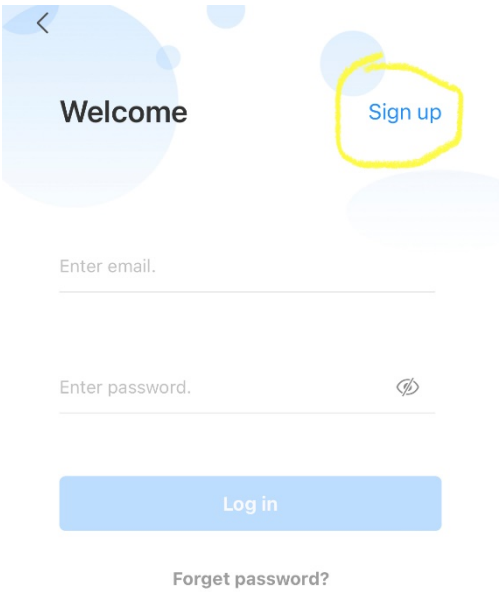 Welcome
Sign up
Enter email.
Enter password.
Log in
Forget password?